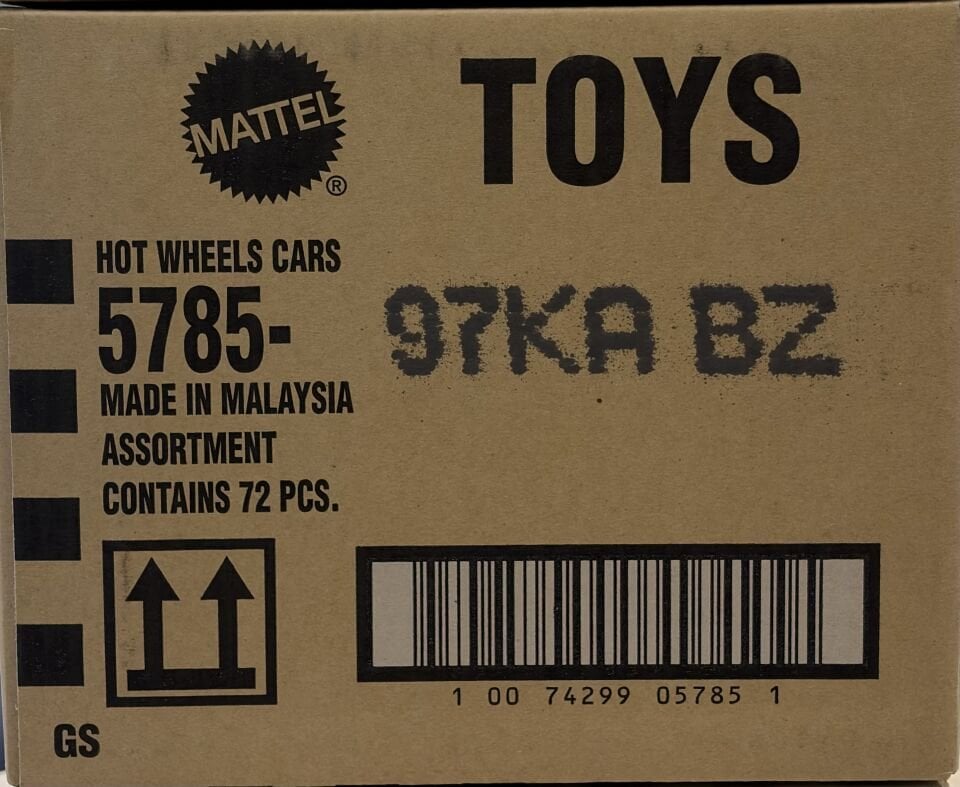 MATTEL®
TOYS
HOT WHEELS CARS
5785-
97KA BZ
MADE IN MALAYSIA
ASSORTMENT
CONTAINS 72 PCS.
1 00 74299 05785 1
GS